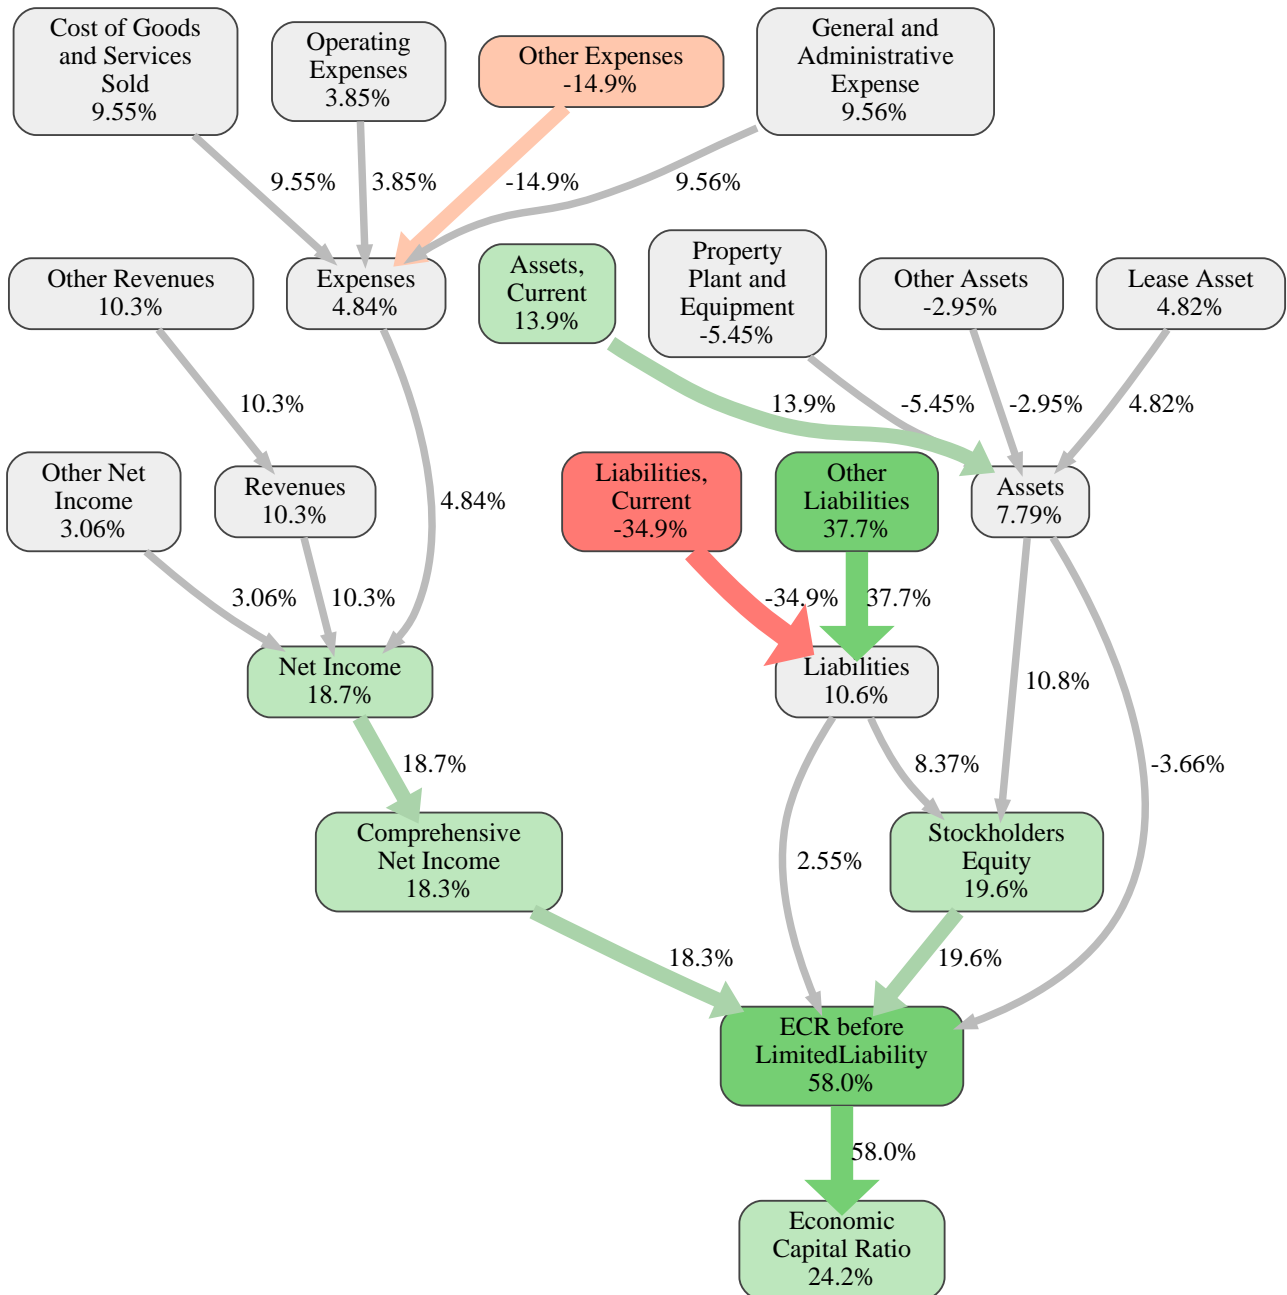 Cost of Goods
and Services
Sold
9.55%
Operating
Expenses
3.85%
Other Expenses
-14.9%
General and
Administrative
Expense
9.56%
9.55%
3.85%
-14.9%
9.56%
Other Revenues
10.3%
Expenses
4.84%
Assets,
Current
13.9%
Property
Plant and
Equipment
-5.45%
Other Assets
-2.95%
Lease Asset
4.82%
10.3%
13.9%
-5.45%
-2.95%
4.82%
Other Net
Income
3.06%
Revenues
10.3%
4.84%
Liabilities,
Current
-34.9%
Other
Liabilities
37.7%
Assets
7.79%
3.06%
10.3%
-34.9%
37.7%
Net Income
18.7%
Liabilities
10.6%
10.8%
18.7%
8.37%
-3.66%
Comprehensive
Net Income
18.3%
2.55%
Stockholders
Equity
19.6%
18.3%
19.6%
ECR before
LimitedLiability
58.0%
58.0%
Economic
Capital Ratio
24.2%